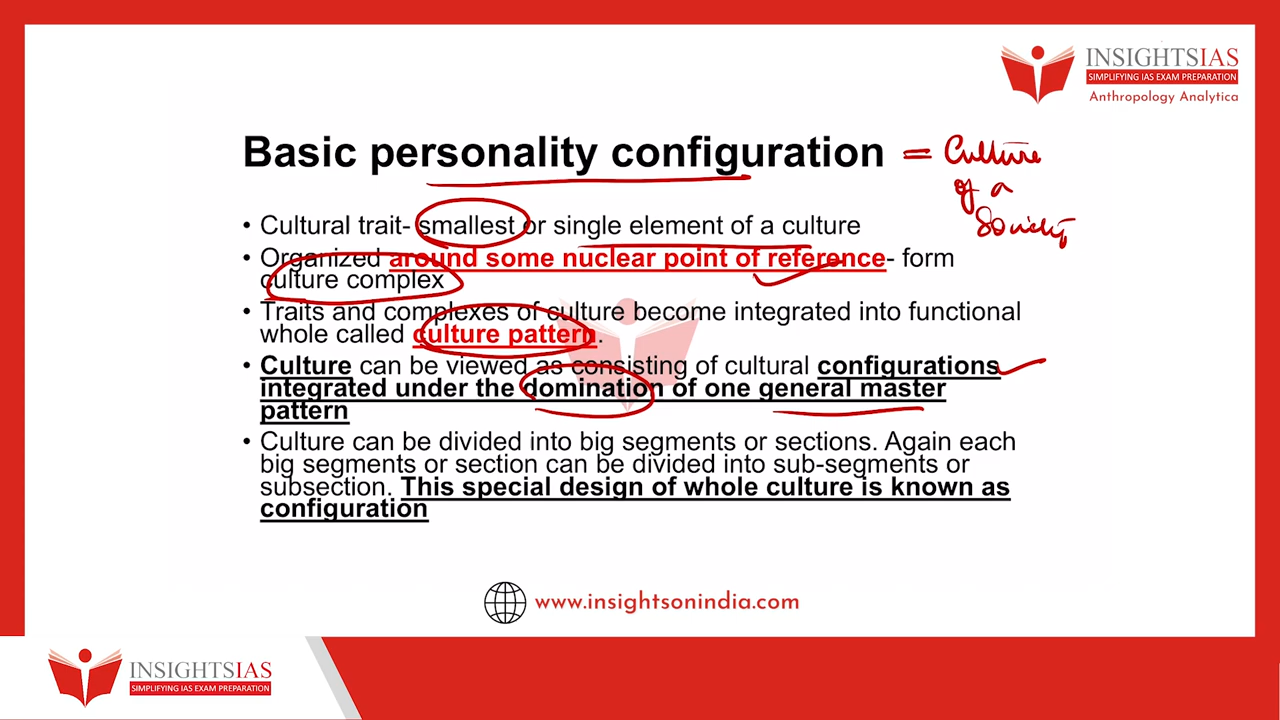 INSIGHTSIAS
SIMPLIFYING IAS EXAM PREPARATION
Anthropology Analytica
Basic personality configuration = Culture
of a
Society
• Cultural trait- smallest or single element of a culture
• Organized around some nuclear point of reference- form
culture complex
• Traits and complexes of culture become integrated into functional
whole called culture pattern.
• Culture can be viewed as consisting of cultural configurations
integrated under the domination of one general master
pattern
• Culture can be divided into big segments or sections. Again each
big segments or section can be divided into sub-segments or
subsection. This special design of whole culture is known as
configuration
www.insightsonindia.com
INSIGHTSIAS
SIMPLIFYING IAS EXAM PREPARATION